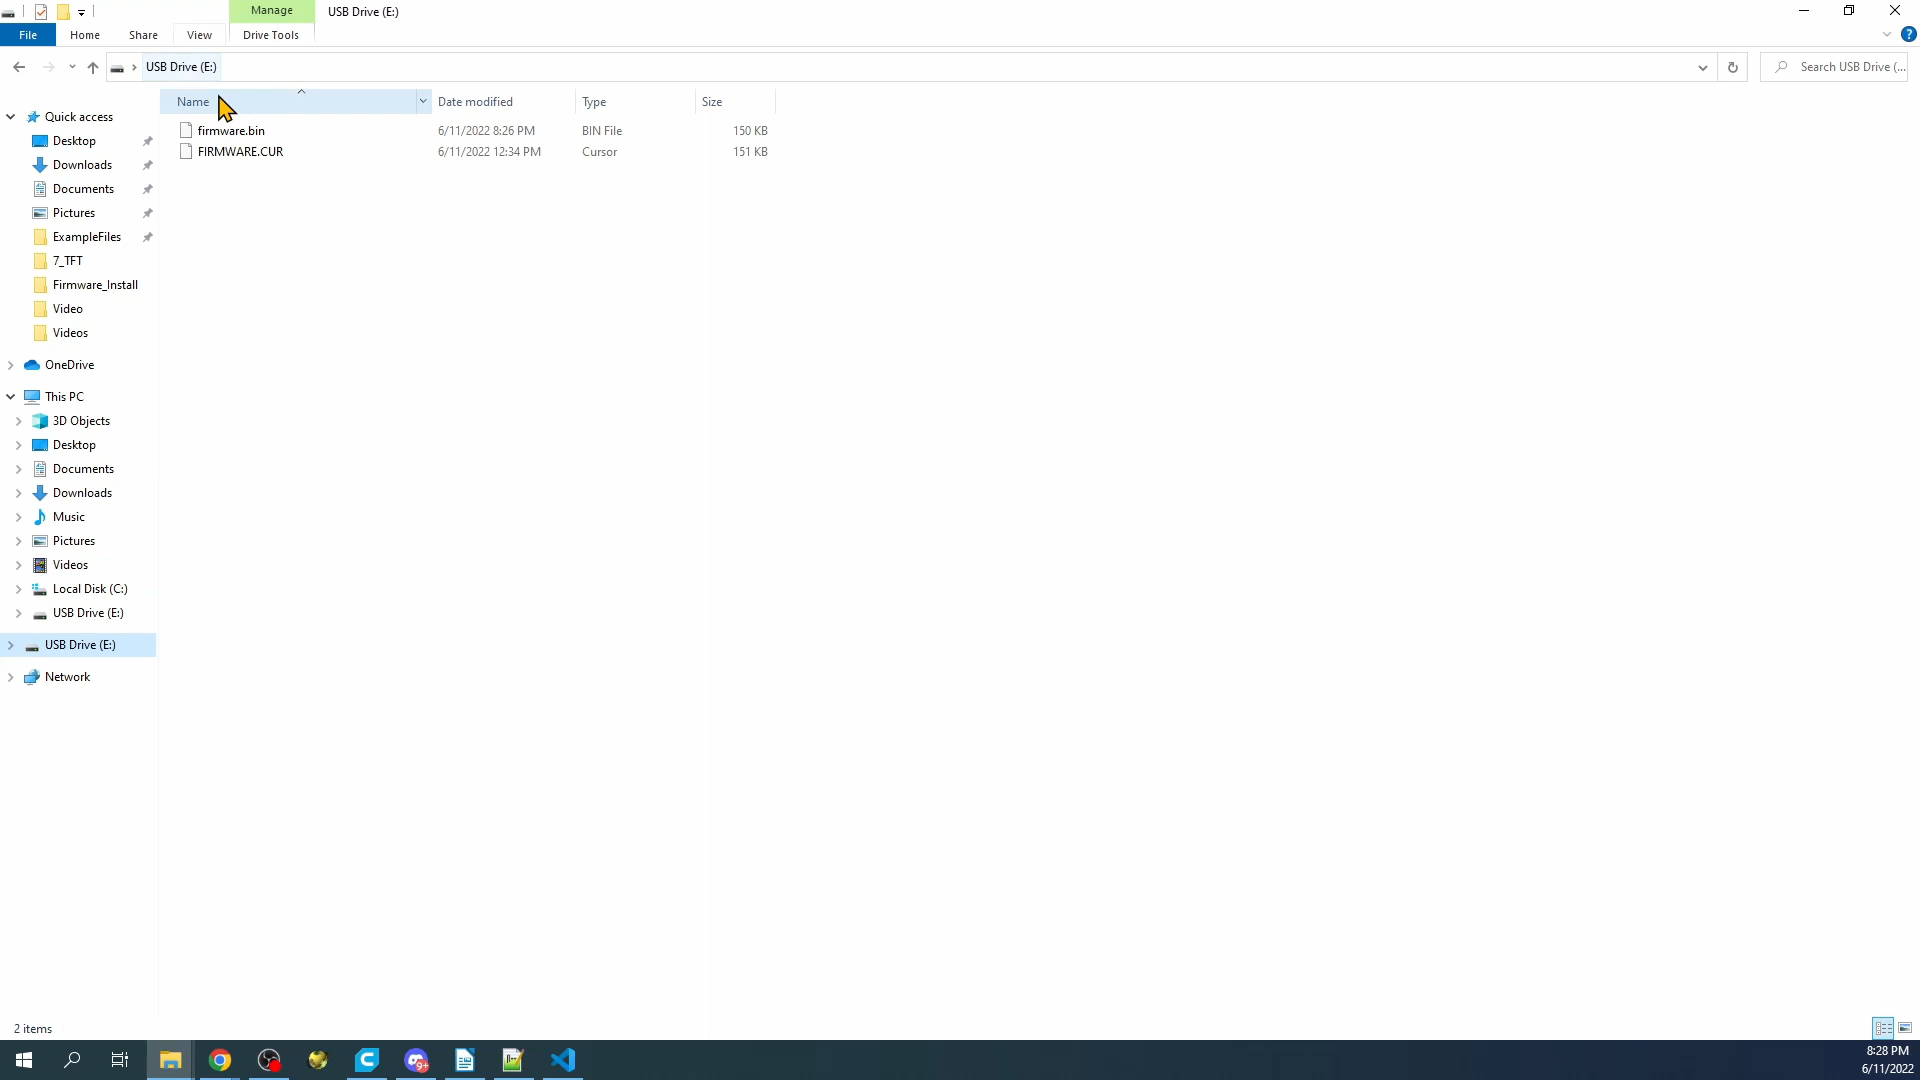 Manage
USB Drive (E:)
File
Home
Share
View
Drive Tools
?
USB Drive (E:)
Search USB Drive (...
Name
Date modified
Type
Size
firmware.bin
6/11/2022 8:26 PM
BIN File
150 KB
FIRMWARE.CUR
6/11/2022 12:34 PM
Cursor
151 KB
Quick access
Desktop
Downloads
Documents
Pictures
ExampleFiles
7_TFT
Firmware_Install
Video
Videos
OneDrive
This PC
3D Objects
Desktop
Documents
Downloads
Music
Pictures
Videos
Local Disk (C:)
USB Drive (E:)
USB Drive (E:)
Network
2 items
9+
8:28 PM
6/11/2022